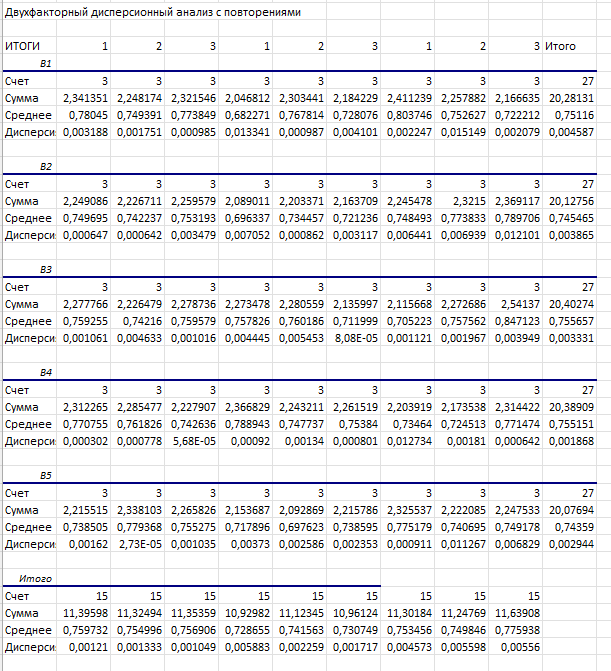 Двухфакторный дисперсионный анализ с повторениями
ИТОГИ 1 2 3 1 2 3 1 2 3 Итого
B1
Счет 3 3 3 3 3 3 3 3 3 27
Сумма 2,341351 2,248174 2,321546 2,046812 2,303441 2,184229 2,411239 2,257882 2,166635 20,28131
Среднее 0,78045 0,749391 0,773849 0,682271 0,767814 0,728076 0,803746 0,752627 0,722212 0,75116
Дисперси 0,003188 0,001751 0,000985 0,013341 0,000987 0,004101 0,002247 0,015149 0,002079 0,004587
B2
Счет 3 3 3 3 3 3 3 3 3 27
Сумма 2,249086 2,226711 2,259579 2,089011 2,203371 2,163709 2,245478 2,3215 2,369117 20,12756
Среднее 0,749695 0,742237 0,753193 0,696337 0,734457 0,721236 0,748493 0,773833 0,789706 0,745465
Дисперси 0,000647 0,000642 0,003479 0,007052 0,000862 0,003117 0,006441 0,006939 0,012101 0,003865
B3
Счет 3 3 3 3 3 3 3 3 3 27
Сумма 2,277766 2,226479 2,278736 2,273478 2,280559 2,135997 2,115668 2,272686 2,54137 20,40274
Среднее 0,759255 0,74216 0,759579 0,757826 0,760186 0,711999 0,705223 0,757562 0,847123 0,755657
Дисперси 0,001061 0,004633 0,001016 0,004445 0,005453 8,08E-05 0,001121 0,001967 0,003949 0,003331
B4
Счет 3 3 3 3 3 3 3 3 3 27
Сумма 2,312265 2,285477 2,227907 2,366829 2,243211 2,261519 2,203919 2,173538 2,314422 20,38909
Среднее 0,770755 0,761826 0,742636 0,788943 0,747737 0,75384 0,73464 0,724513 0,771474 0,755151
Дисперси 0,000302 0,000778 5,68E-05 0,00092 0,00134 0,000801 0,012734 0,00181 0,000642 0,001868
B5
Счет 3 3 3 3 3 3 3 3 3 27
Сумма 2,215515 2,338103 2,265826 2,153687 2,092869 2,215786 2,325537 2,222085 2,247533 20,07694
Среднее 0,738505 0,779368 0,755275 0,717896 0,697623 0,738595 0,775179 0,740695 0,749178 0,74359
Дисперси 0,00162 2,73E-05 0,001035 0,00373 0,002586 0,002353 0,000911 0,011267 0,006829 0,002944
Итого
Счет 15 15 15 15 15 15 15 15 15
Сумма 11,39598 11,32494 11,35359 10,92982 11,12345 10,96124 11,30184 11,24769 11,63908
Среднее 0,759732 0,754996 0,756906 0,728655 0,741563 0,730749 0,753456 0,749846 0,775938
Дисперси 0,00121 0,001333 0,001049 0,005883 0,002259 0,001717 0,004573 0,005598 0,00556